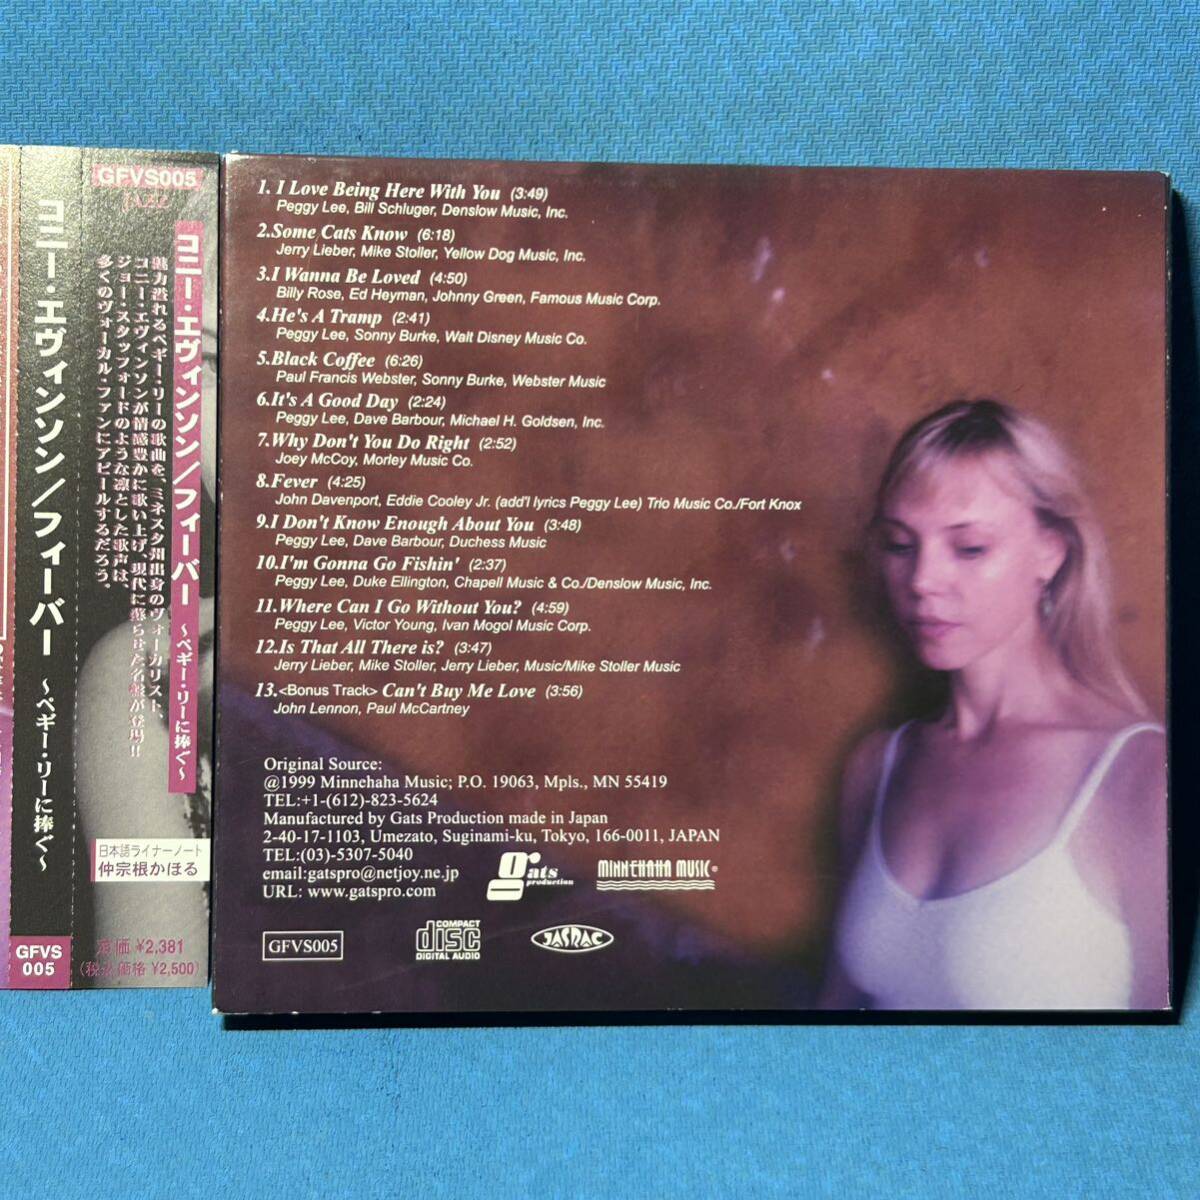 コニー・エヴィンソン/フィーバー ~ペギー・リーに捧ぐ~
GFVS
005
GFVS005
JAZZ
コニー・エヴィンソン/フィーバー ~ペギー・リーに捧ぐ~
魅力溢れるペギー・リーの歌曲を、ミネスタ州出身のヴォーカリスト、
コニー・エヴィンソンが情感豊かに歌い上げ、現代に蘇らせた名盤が登場!!
ジョー・スタッフォードのような凛とした歌声は、
多くのヴォーカル・ファンにアピールするだろう。
日本語ライナーノート
仲宗根かほる
定価 ¥2,381
(税込価格 ¥2,500)
1. I Love Being Here With You (3:49)
Peggy Lee, Bill Schluger, Denslow Music, Inc.
2.Some Cats Know (6:18)
Jerry Lieber, Mike Stoller, Yellow Dog Music, Inc.
3.I Wanna Be Loved (4:50)
Billy Rose, Ed Heyman, Johnny Green, Famous Music Corp.
4.He's A Tramp (2:41)
Peggy Lee, Sonny Burke, Walt Disney Music Co.
5.Black Coffee (6:26)
Paul Francis Webster, Sonny Burke, Webster Music
6.It's A Good Day (2:24)
Peggy Lee, Dave Barbour, Michael H. Goldsen, Inc.
7.Why Don't You Do Right (2:52)
Joey McCoy, Morley Music Co.
8.Fever (4:25)
John Davenport, Eddie Cooley Jr. (add'l lyrics Peggy Lee) Trio Music Co./Fort Knox
9.I Don't Know Enough About You (3:48)
Peggy Lee, Dave Barbour, Duchess Music
10.I'm Gonna Go Fishin' (2:37)
Peggy Lee, Duke Ellington, Chapell Music & Co./Denslow Music, Inc.
11.Where Can I Go Without You? (4:59)
Peggy Lee, Victor Young, Ivan Mogol Music Corp.
12.Is That All There is? (3:47)
Jerry Lieber, Mike Stoller, Jerry Lieber, Music/Mike Stoller Music
13.<Bonus Track> Can't Buy Me Love (3:56)
John Lennon, Paul McCartney
Original Source:
@1999 Minnehaha Music; P.O. 19063, Mpls., MN 55419
TEL:+1-(612)-823-5624
Manufactured by Gats Production made in Japan
2-40-17-1103, Umezato, Suginami-ku, Tokyo, 166-0011, JAPAN
TEL:(03)-5307-5040
email:gatspro@netjoy.ne.jp
URL: www.gatspro.com
gats
production
MINNEHAHA MUSIC®
GFVS005
COMPACT
disc
DIGITAL AUDIO
JASRAC